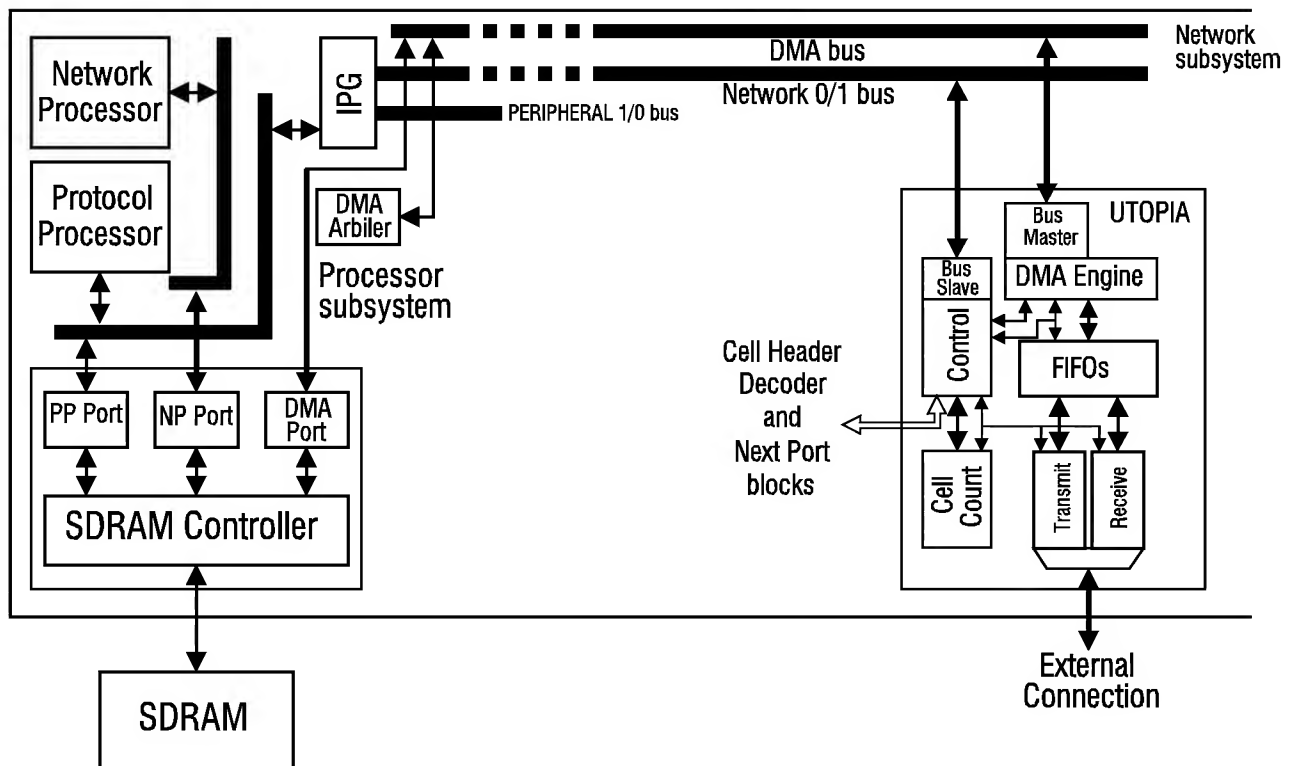 Network
Processor
Protocol
Processor
IPG
DMA bus
Network 0/1 bus
PERIPHERAL 1/0 bus
Network
subsystem
DMA
Arbiler
Processor
subsystem
PP Port
NP Port
DMA
Port
SDRAM Controller
SDRAM
UTOPIA
Bus
Master
DMA Engine
Bus
Slave
Control
FIFOs
Cell Header
Decoder
and
Next Port
blocks
Cell
Count
Transmit
Receive
External
Connection